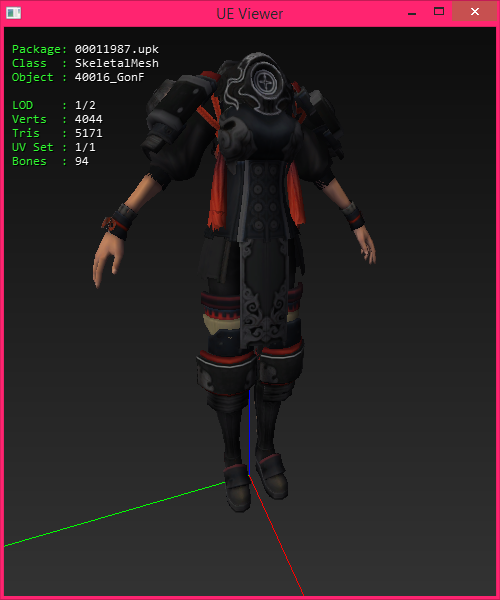 UE Viewer
Package: 00011987.upk
Class : SkeletalMesh
Object : 40016_GonF
LOD : 1/2
Verts : 4044
Tris : 5171
UV Set : 1/1
Bones : 94